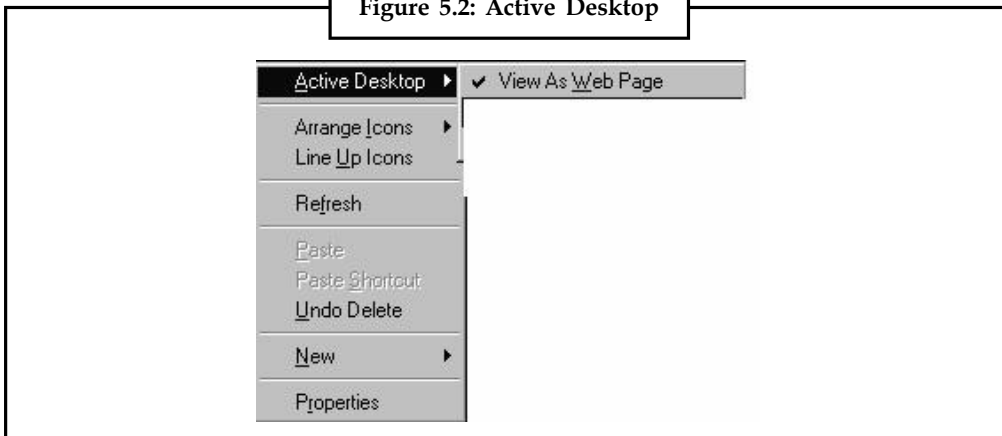 Figure 5.2: Active Desktop
Active Desktop
View As Web Page
Arrange Icons
Line Up Icons
Refresh
Paste
Paste Shortcut
Undo Delete
New
Properties